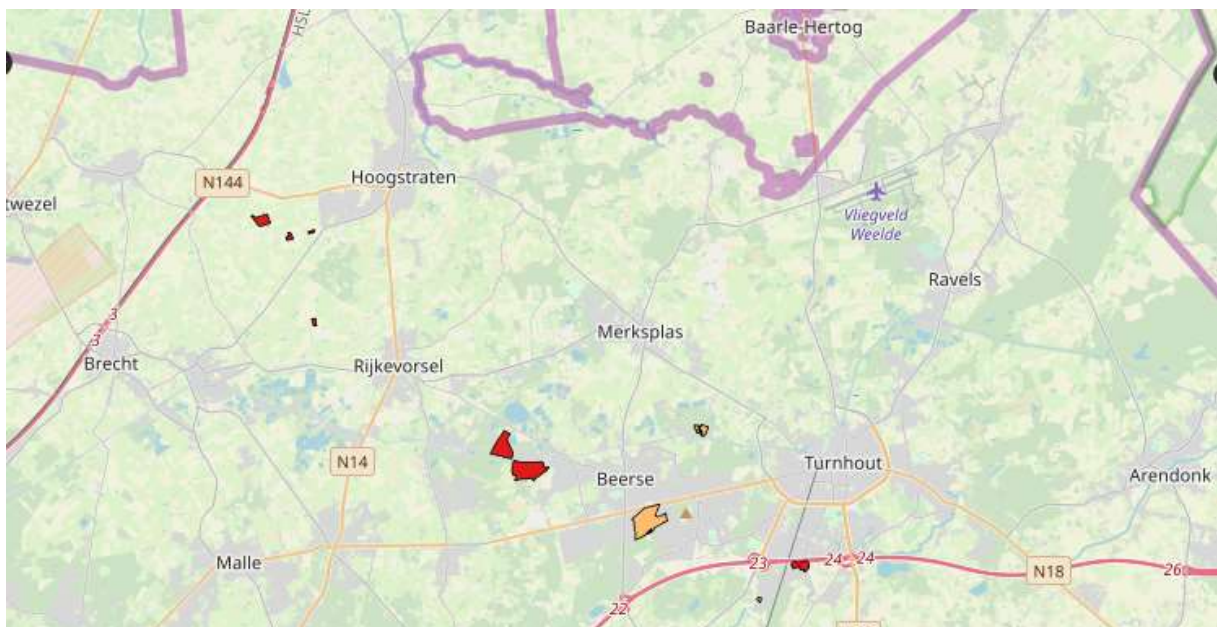 Baarle-Hertog
HSL
N144
Hoogstraten
twezel
Vliegveld
Weelde
Ravels
3
3
Merksplas
Brecht
Rijkevorsel
N14
Turnhout
Beerse
Arendonk
Malle
23
24
24
N18
26
22